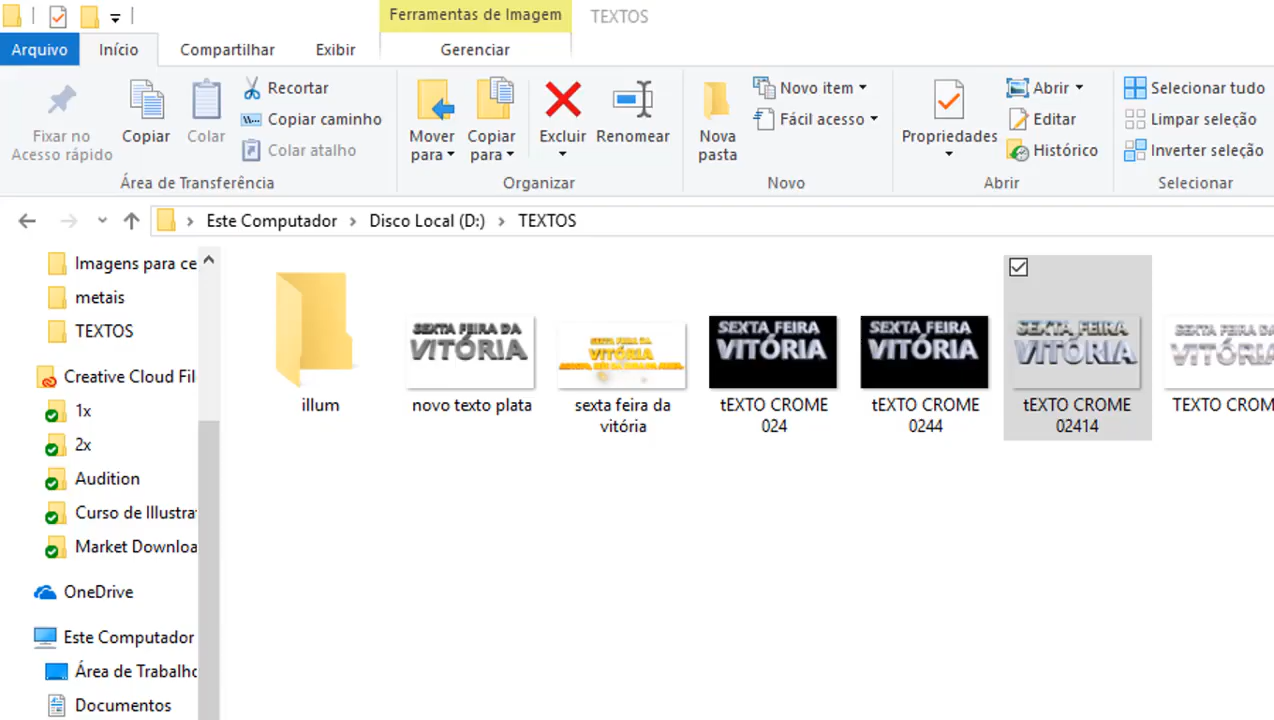 Ferramentas de Imagem TEXTOS
Arquivo Início Compartilhar Exibir Gerenciar
Fixar no
Acesso rápido
Copiar
Colar
Recortar
Copiar caminho
Colar atalho
Área de Transferência
Mover
para
Copiar
para
Excluir
Renomear
Organizar
Nova
pasta
Novo item
Fácil acesso
Novo
Propriedades
Abrir
Editar
Histórico
Abrir
Selecionar tudo
Limpar seleção
Inverter seleção
Selecionar
Este Computador Disco Local (D:) TEXTOS
Imagens para ce
metais
TEXTOS
Creative Cloud Fil
1x
2x
Audition
Curso de Illustra
Market Downloa
OneDrive
Este Computador
Área de Trabalho
Documentos
illum
SEXTA FEIRA DA
VITÓRIA
novo texto plata
SEXTA FEIRA DA
VITÓRIA
sexta feira da
vitória
SEXTA FEIRA
VITÓRIA
tEXTO CROME
024
SEXTA FEIRA
VITÓRIA
tEXTO CROME
0244
SEXTA FEIRA
VITÓRIA
tEXTO CROME
02414
SEXTA FEIRA DA
VITÓRIA
TEXTO CROM